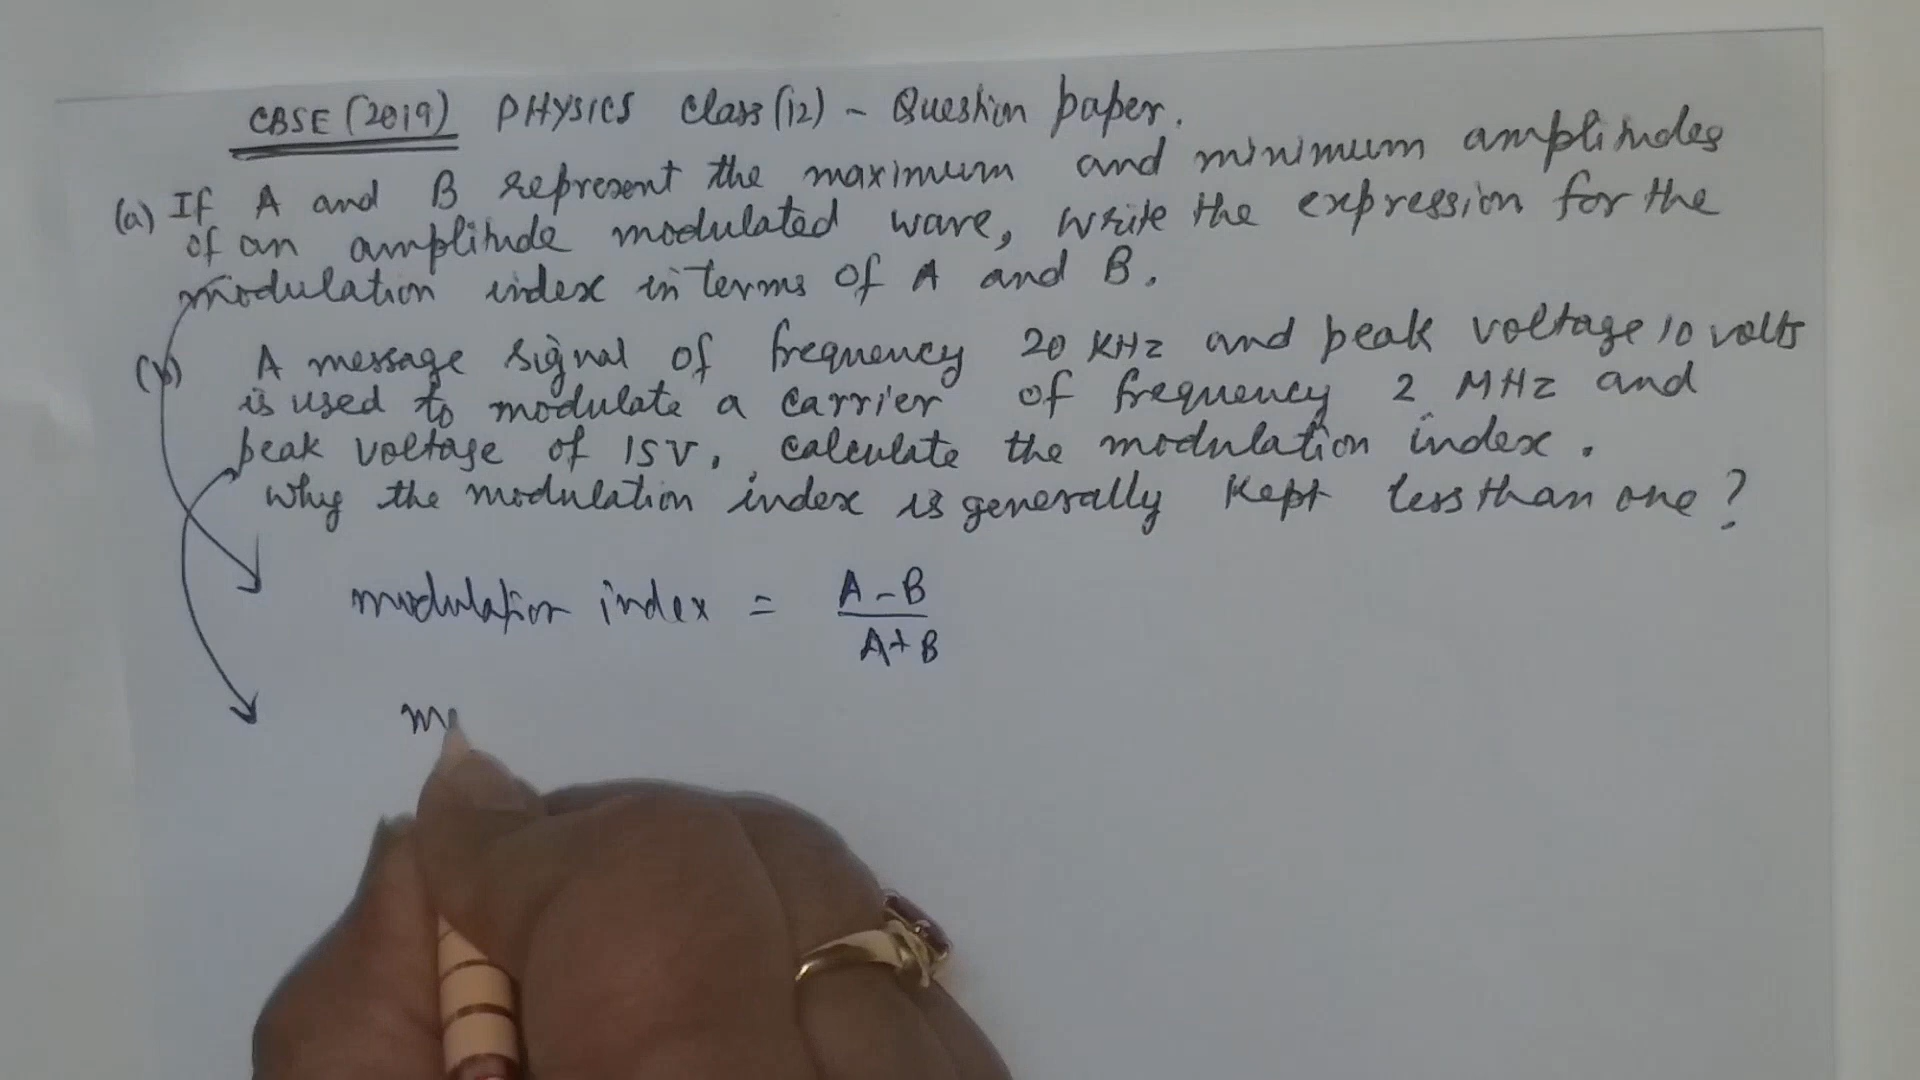 CBSE (2019) PHYSICS Class (12) - Question paper.
(a) If A and B represent the maximum and minimum amplitudes
of an amplitude modulated wave, write the expression for the
modulation index in terms of A and B.
(b) A message signal of frequency 20 KHz and peak voltage 10 volts
is used to modulate a carrier of frequency 2 MHz and
peak voltage of 15V. calculate the modulation index.
Why the modulation index is generally kept less than one?
modulation index = A-B
A+B